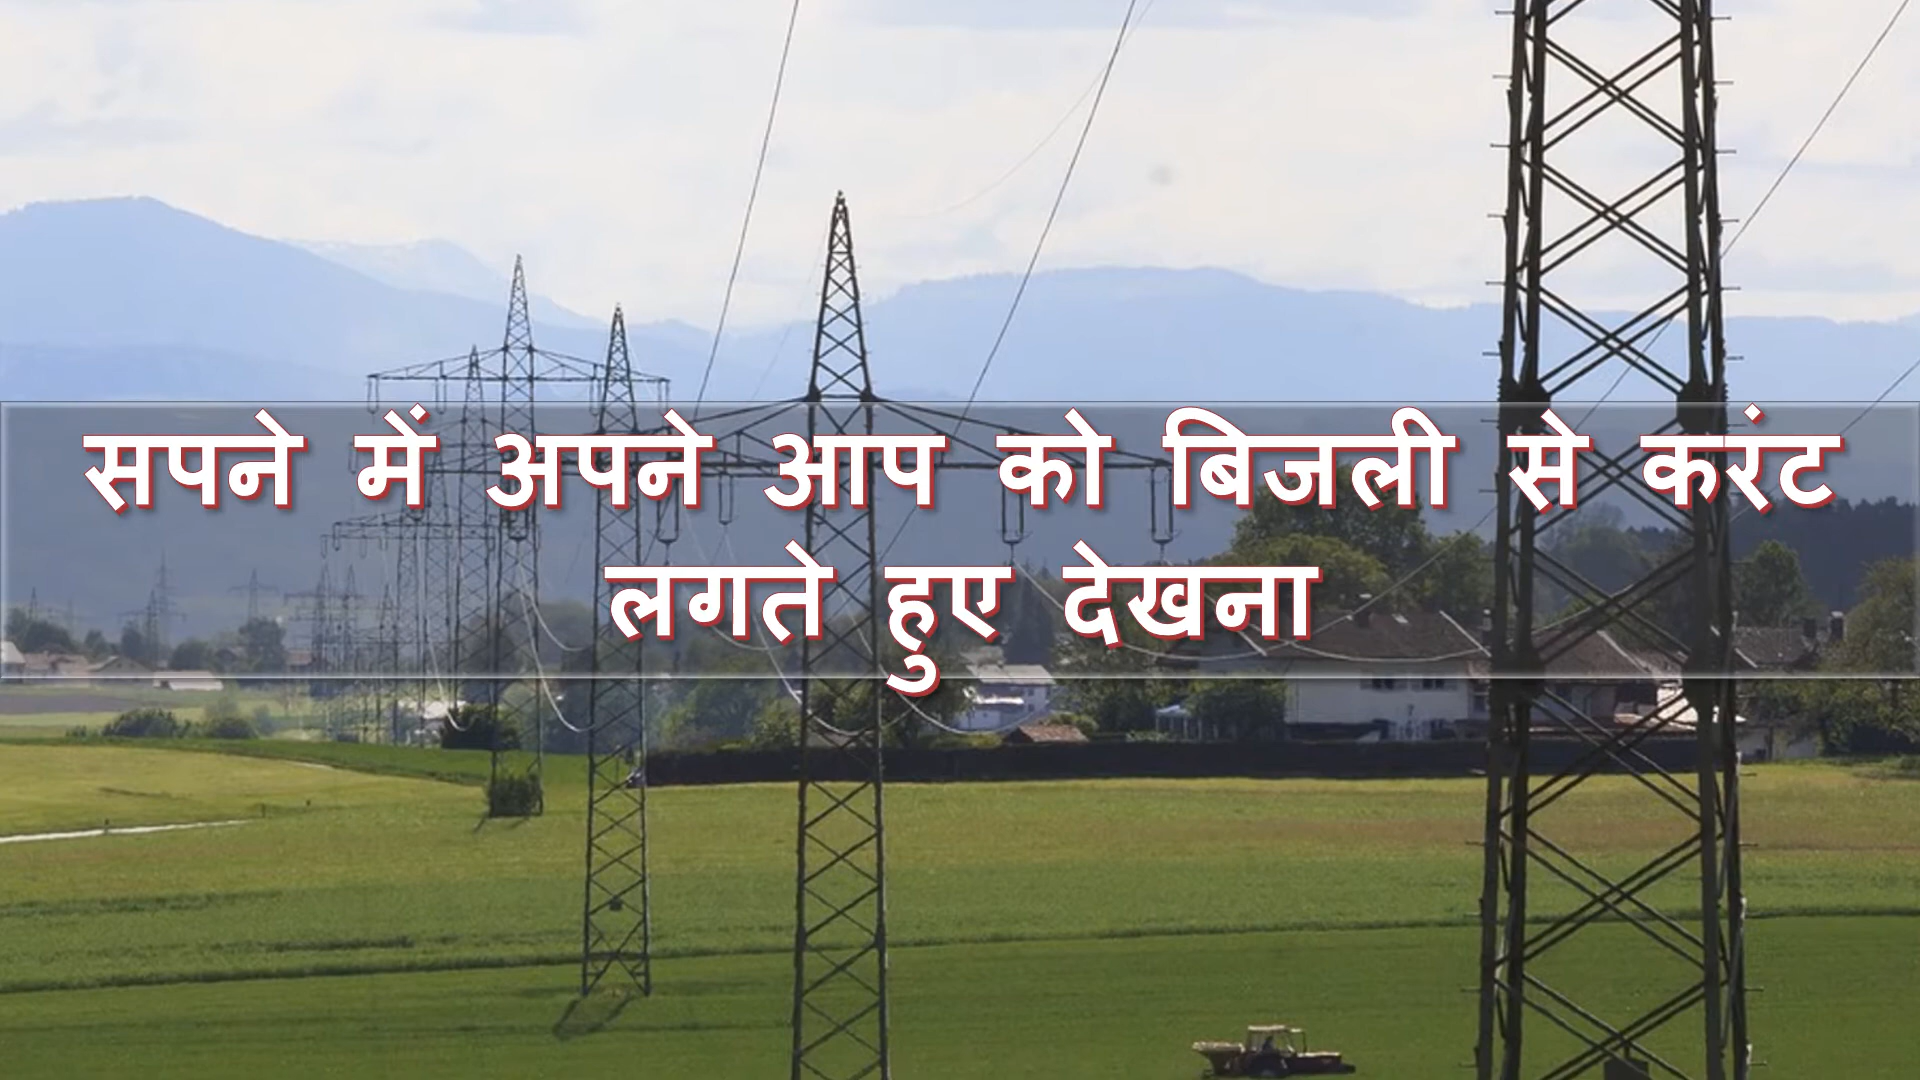 सपने में अपने आप को बिजली से करंट
लगते हुए देखना